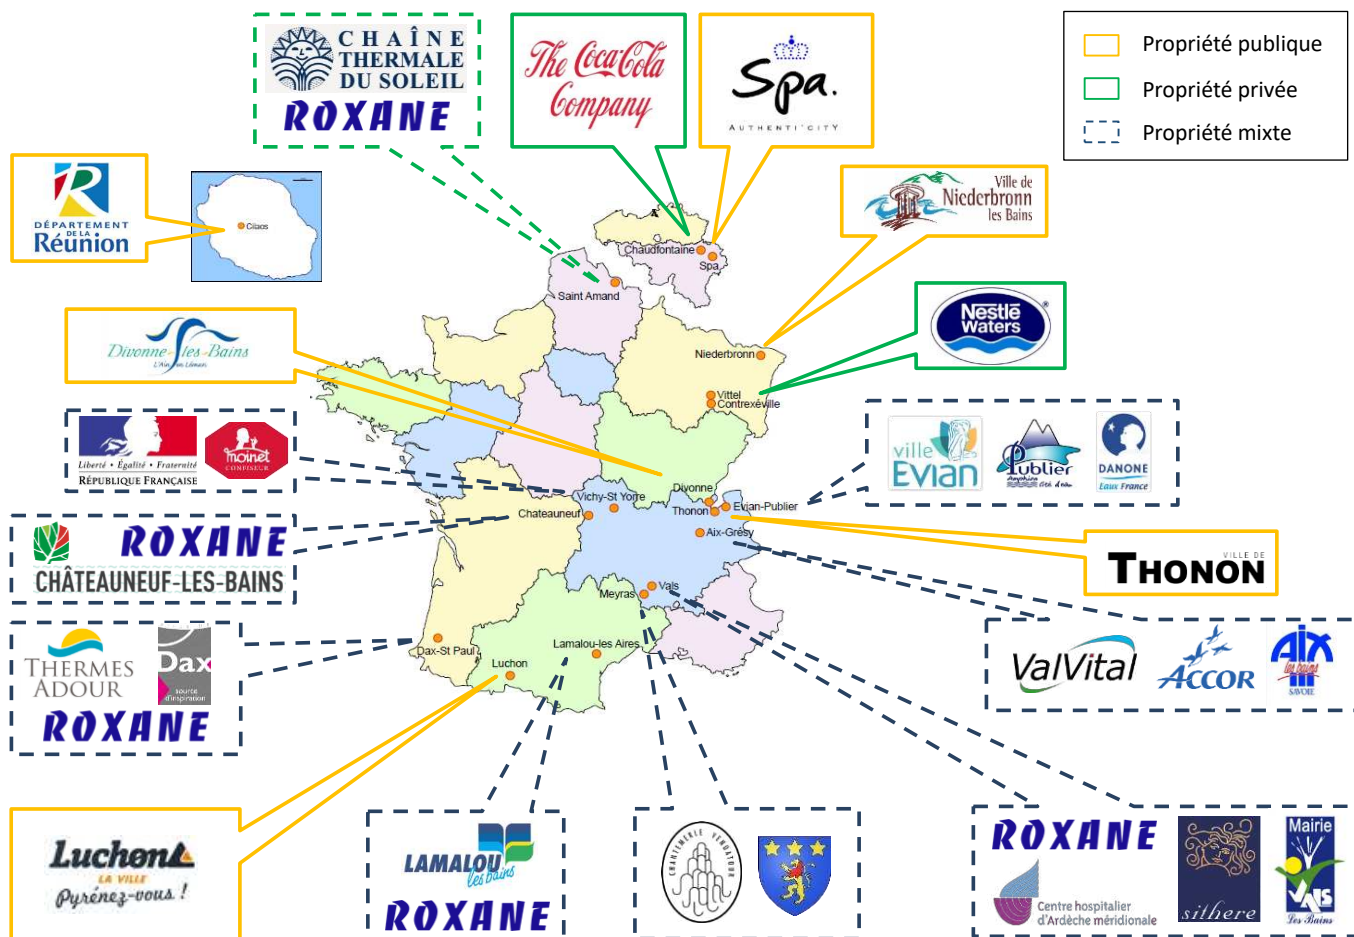 CHAÎNE
THERMALE
DU SOLEIL
ROXANE
The Coca-Cola
Company
Spa.
AUTHENTI'CITY
Propriété publique
Propriété privée
Propriété mixte
DÉPARTEMENT
DE LA
Réunion
Cilaos
Ville de
Niederbronn
les Bains
Chaudfontaine
Spa
Saint Amand
Nestlé
Waters
®
Divonne-les-Bains
Niederbronn
Vittel
Contrexéville
Liberté • Égalité • Fraternité
RÉPUBLIQUE FRANÇAISE
moinet
CONFISEUR
ville
Evian
Publier
DANONE
Eaux France
Divonne
Vichy-St Yorre
Evian-Publier
Thonon
Chateauneuf
Aix-Grésy
ROXANE
CHÂTEAUNEUF-LES-BAINS
VILLE DE
THONON
Vals
Meyras
THERMES
ADOUR
Dax
source
d'inspiration
ROXANE
Dax-St Paul
Lamalou-les Aires
Luchon
ValVital
ACCOR
AIX
les bains
SAVOIE
Luchon
LA VILLE
Pyrénez-vous !
LAMALOU
les bains
ROXANE
CHANTEMERLE VENDATOUR
ROXANE
Centre hospitalier
d'Ardèche méridionale
sithere
Mairie
VALS
Les Bains